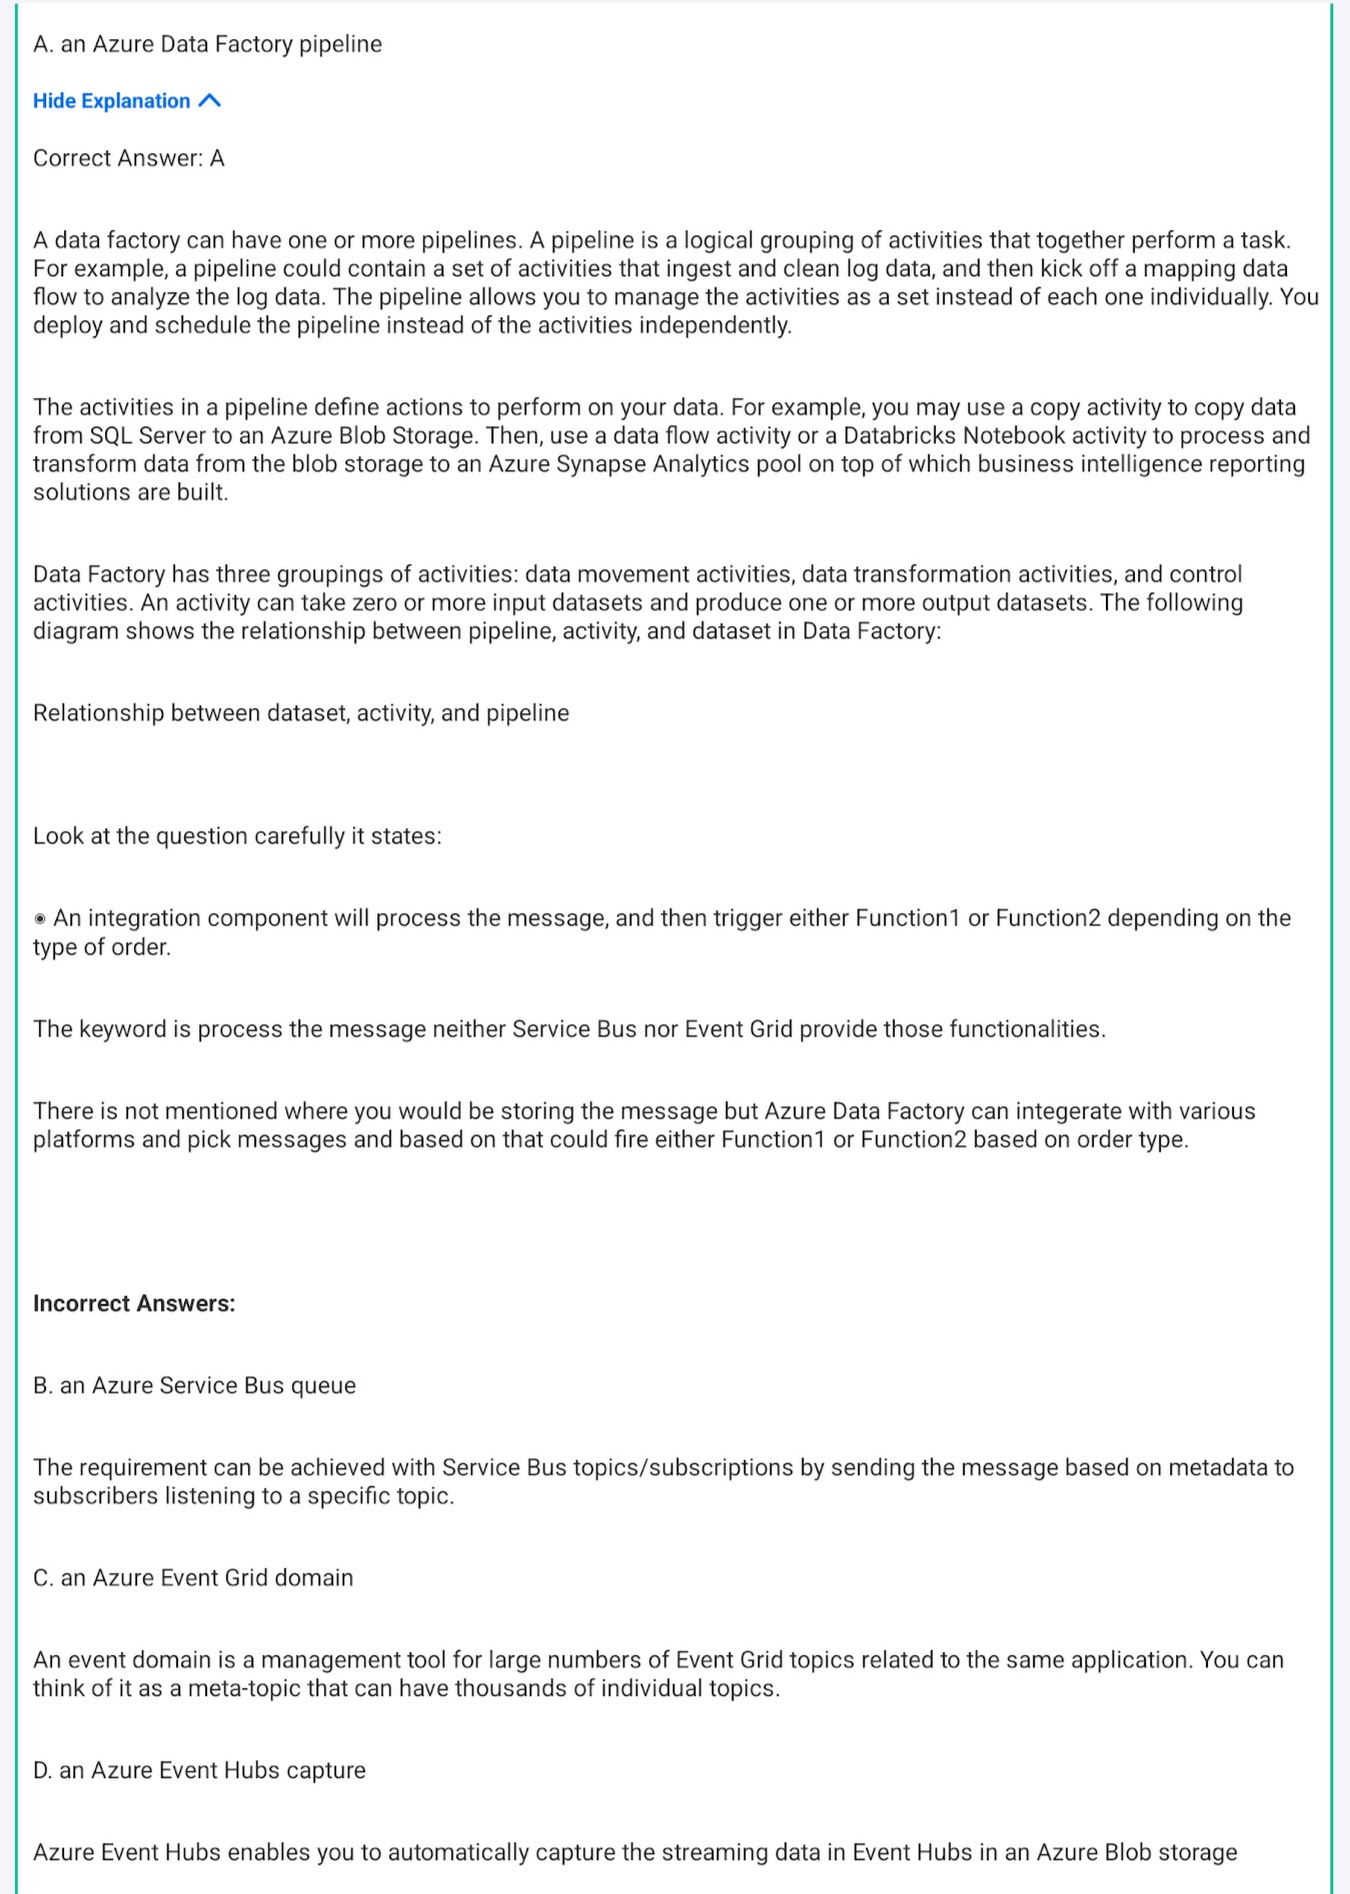 A. an Azure Data Factory pipeline
Hide Explanation
Correct Answer: A
A data factory can have one or more pipelines. A pipeline is a logical grouping of activities that together perform a task.
For example, a pipeline could contain a set of activities that ingest and clean log data, and then kick off a mapping data
flow to analyze the log data. The pipeline allows you to manage the activities as a set instead of each one individually. You
deploy and schedule the pipeline instead of the activities independently.
The activities in a pipeline define actions to perform on your data. For example, you may use a copy activity to copy data
from SQL Server to an Azure Blob Storage. Then, use a data flow activity or a Databricks Notebook activity to process and
transform data from the blob storage to an Azure Synapse Analytics pool on top of which business intelligence reporting
solutions are built.
Data Factory has three groupings of activities: data movement activities, data transformation activities, and control
activities. An activity can take zero or more input datasets and produce one or more output datasets. The following
diagram shows the relationship between pipeline, activity, and dataset in Data Factory:
Relationship between dataset, activity, and pipeline
Look at the question carefully it states:
◉ An integration component will process the message, and then trigger either Function1 or Function2 depending on the
type of order.
The keyword is process the message neither Service Bus nor Event Grid provide those functionalities.
There is not mentioned where you would be storing the message but Azure Data Factory can integerate with various
platforms and pick messages and based on that could fire either Function1 or Function2 based on order type.
Incorrect Answers:
B. an Azure Service Bus queue
The requirement can be achieved with Service Bus topics/subscriptions by sending the message based on metadata to
subscribers listening to a specific topic.
C. an Azure Event Grid domain
An event domain is a management tool for large numbers of Event Grid topics related to the same application. You can
think of it as a meta-topic that can have thousands of individual topics.
D. an Azure Event Hubs capture
Azure Event Hubs enables you to automatically capture the streaming data in Event Hubs in an Azure Blob storage